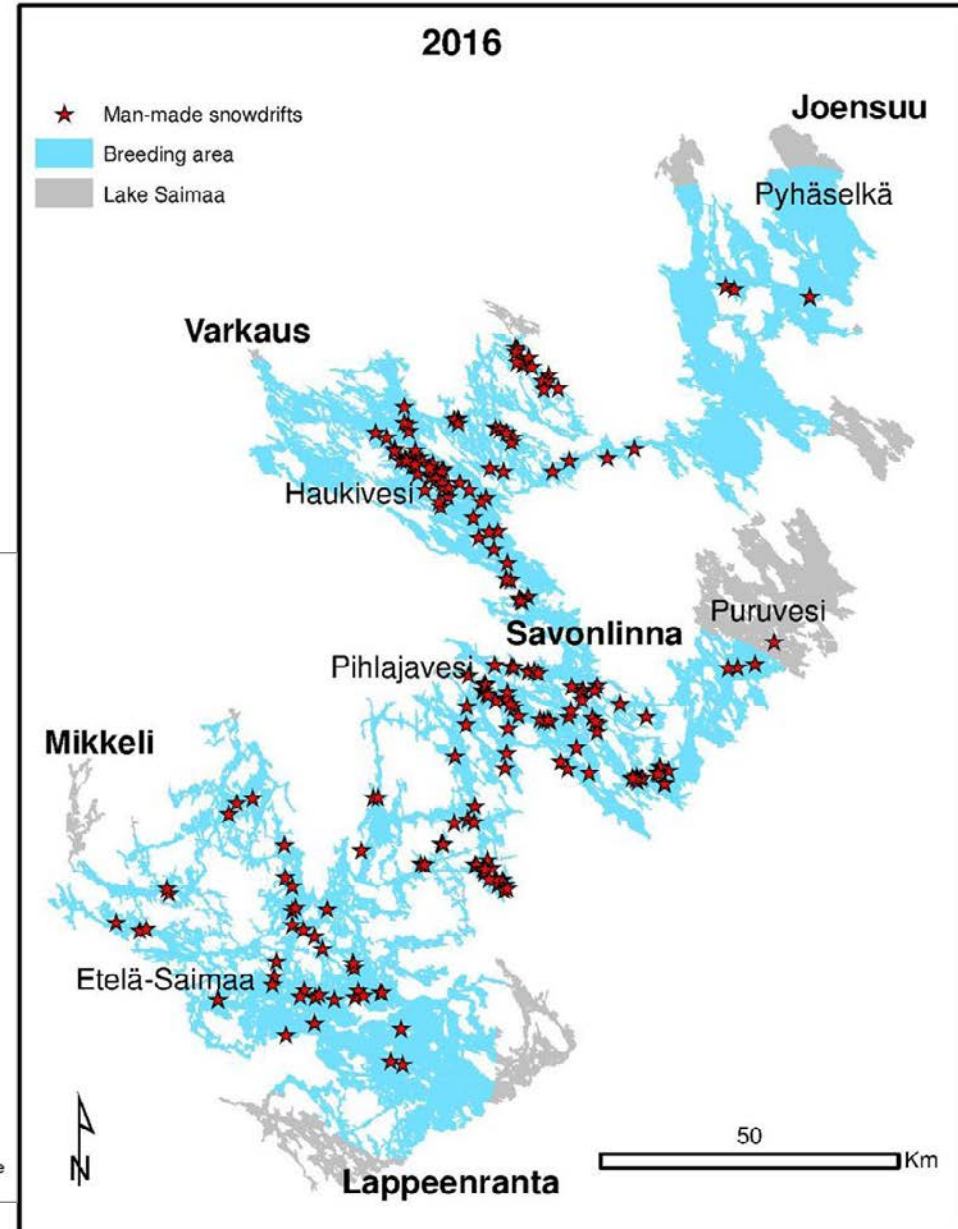 2016
Man-made snowdrifts
Breeding area
Lake Saimaa
Joensuu
Pyhäselkä
Varkaus
Haukivesi
Puruvesi
Savonlinna
Pihlajavesi
Mikkeli
Etelä-Saimaa
50
Km
N
Lappeenranta
e